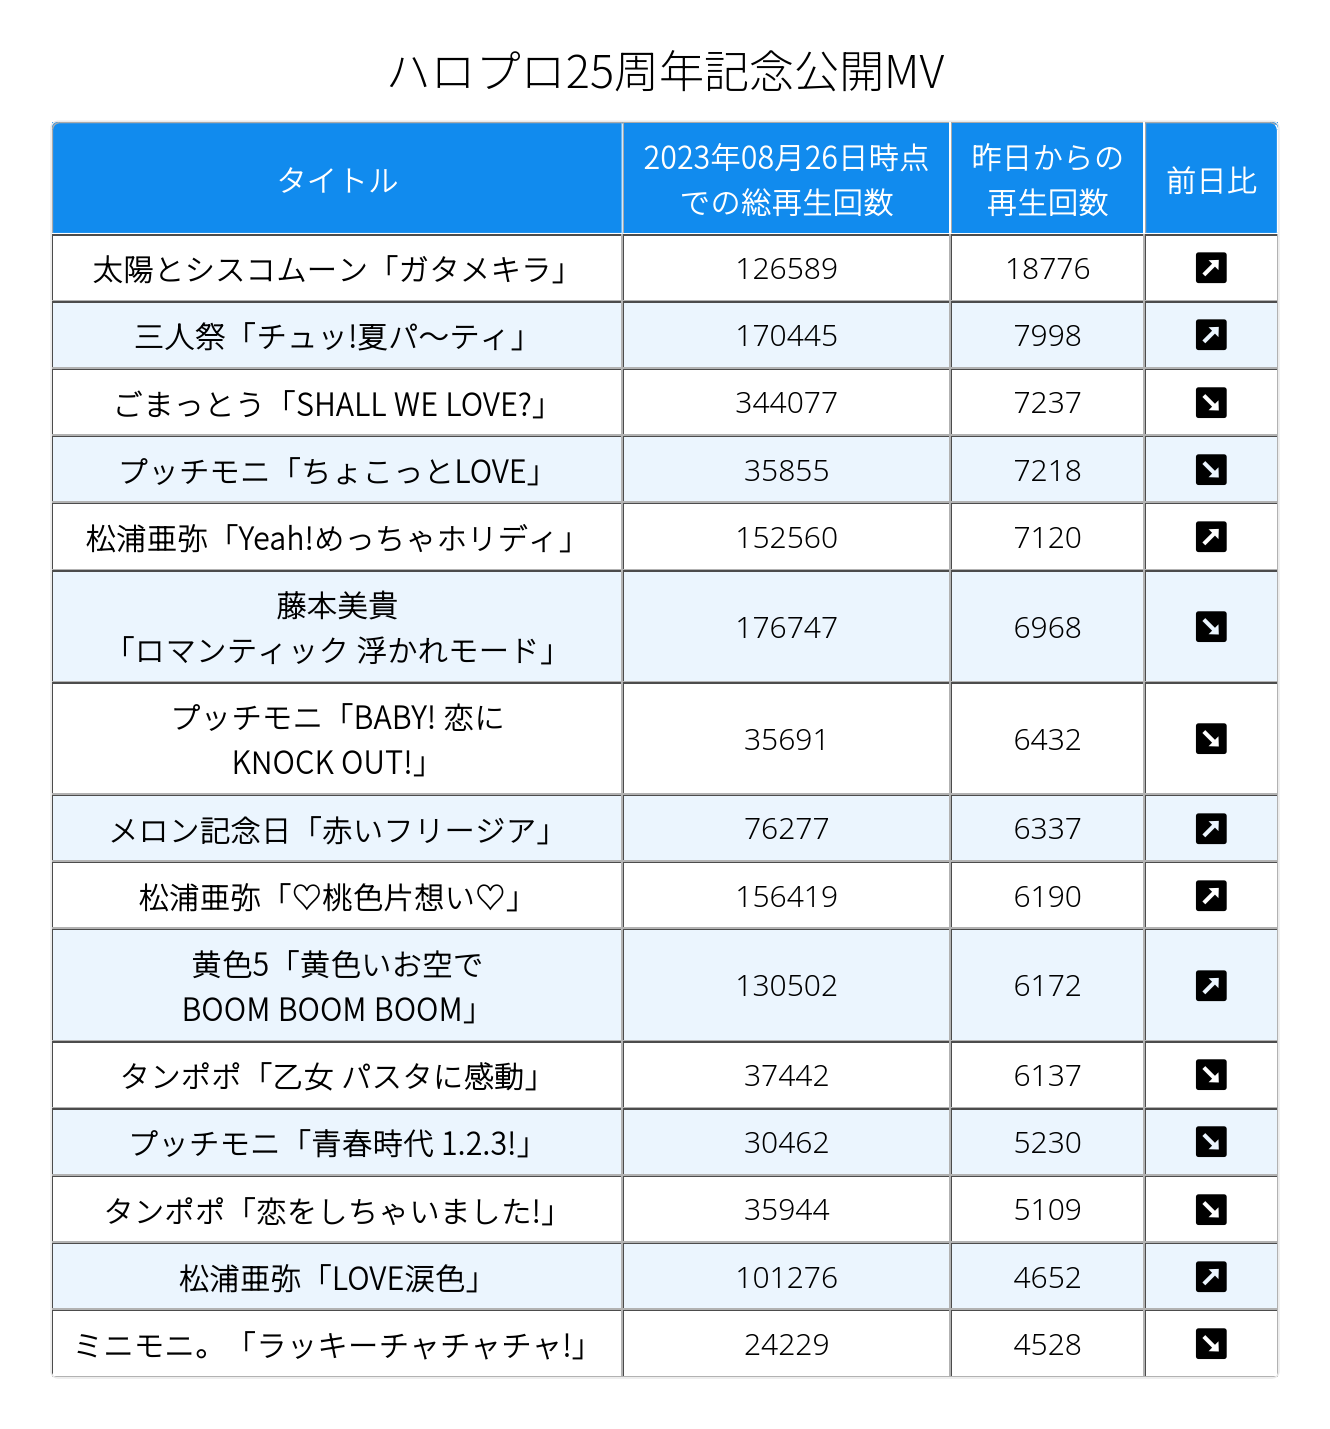 ハロプロ25周年記念公開MV
タイトル
2023年08月26日時点
での総再生回数
昨日からの
再生回数
前日比
太陽とシスコムーン「ガタメキラ」 126589 18776 ↗
三人祭「チュッ!夏パ～ティ」 170445 7998 ↗
ごまっとう「SHALL WE LOVE?」 344077 7237 ↘
プッチモニ「ちょこっとLOVE」 35855 7218 ↘
松浦亜弥「Yeah!めっちゃホリディ」 152560 7120 ↗
藤本美貴
「ロマンティック 浮かれモード」 176747 6968 ↘
プッチモニ「BABY! 恋に
KNOCK OUT!」 35691 6432 ↘
メロン記念日「赤いフリージア」 76277 6337 ↗
松浦亜弥「♡桃色片想い♡」 156419 6190 ↗
黄色5「黄色いお空で
BOOM BOOM BOOM」 130502 6172 ↗
タンポポ「乙女 パスタに感動」 37442 6137 ↘
プッチモニ「青春時代 1.2.3!」 30462 5230 ↘
タンポポ「恋をしちゃいました!」 35944 5109 ↘
松浦亜弥「LOVE涙色」 101276 4652 ↗
ミニモニ。「ラッキーチャチャチャ!」 24229 4528 ↘